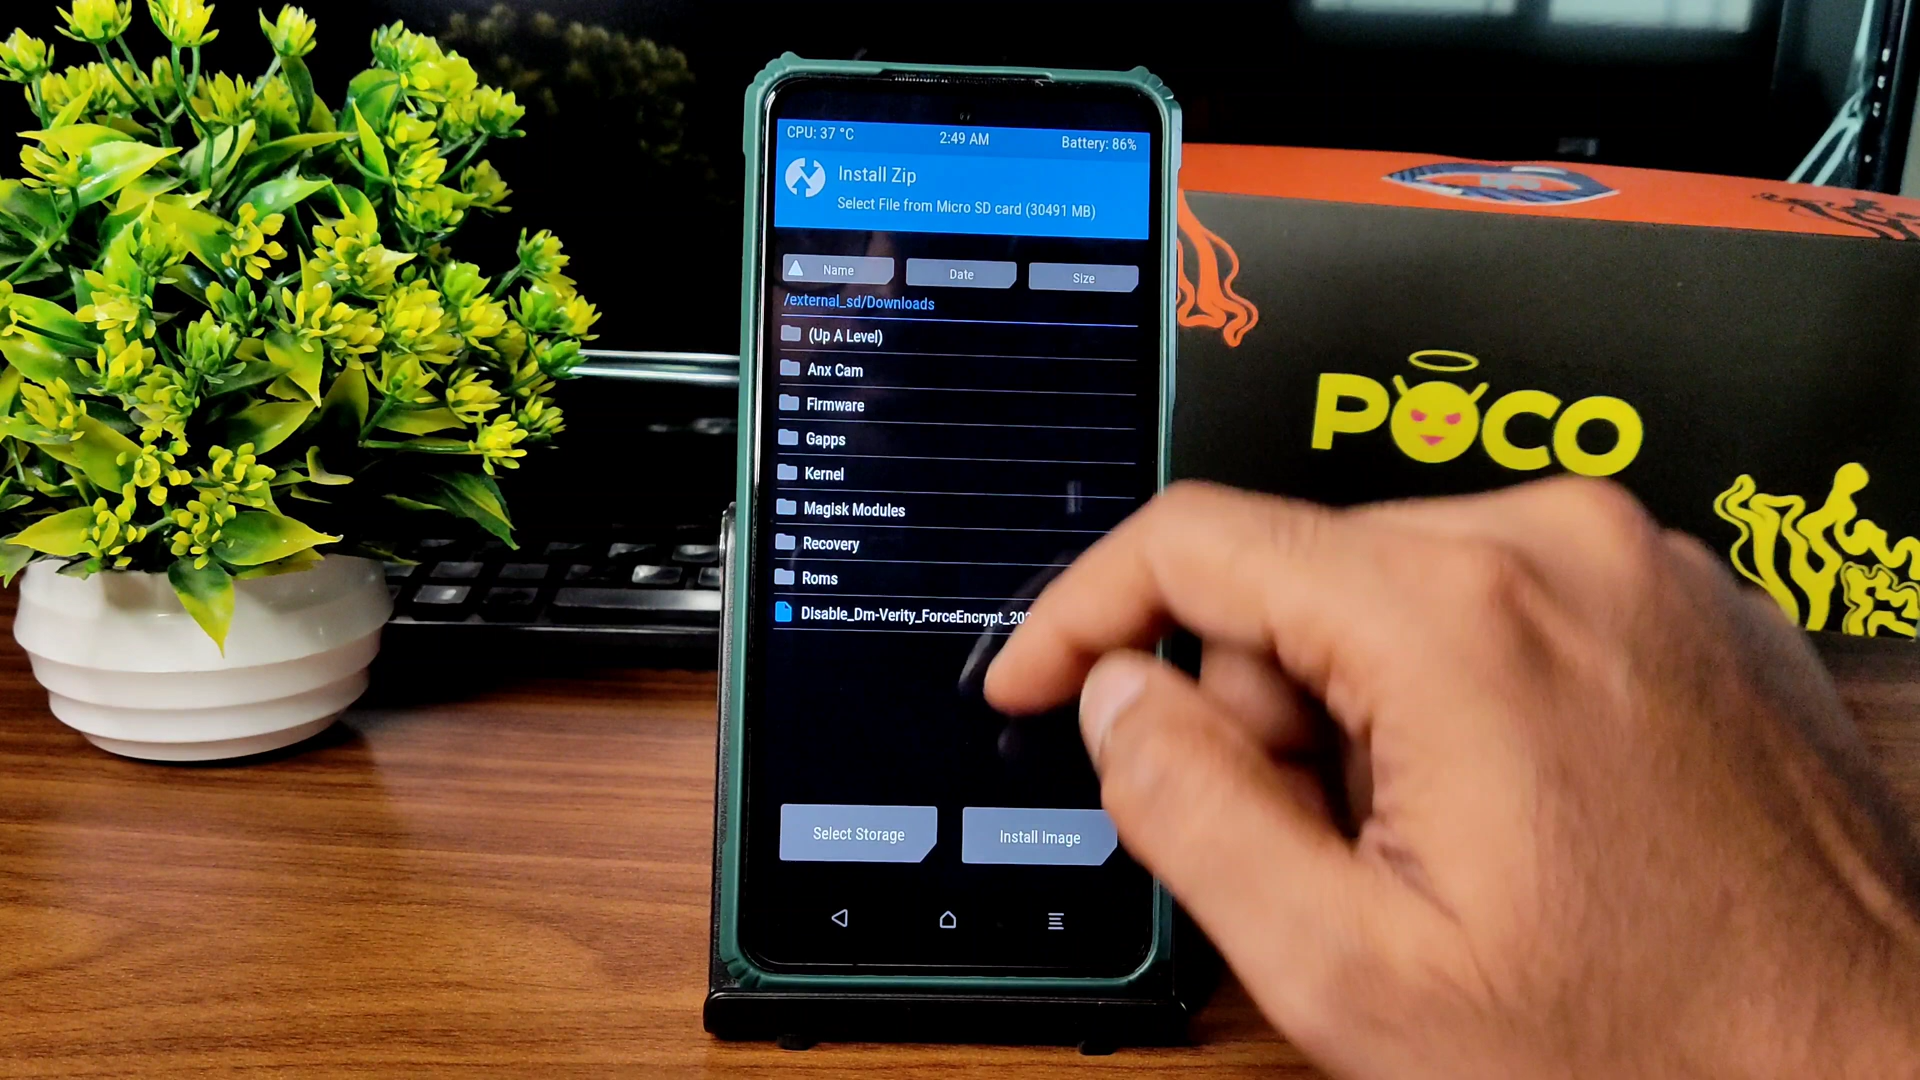 CPU: 37 °C 2:49 AM Battery: 86%
Install Zip
Select File from Micro SD card (30491 MB)
Name Date Size
/external_sd/Downloads
(Up A Level)
Anx Cam
Firmware
Gapps
Kernel
Magisk Modules
Recovery
Roms
Disable_Dm-Verity_ForceEncrypt_20
Select Storage Install Image
POCO